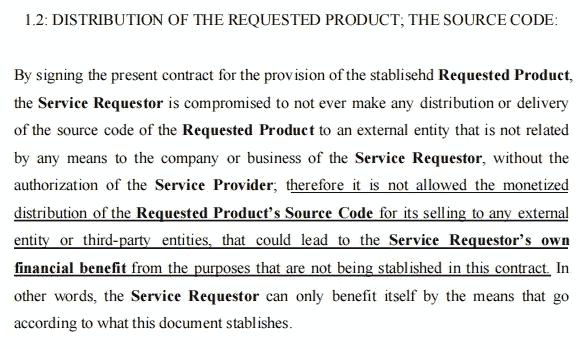 1.2: DISTRIBUTION OF THE REQUESTED PRODUCT; THE SOURCE CODE:
By signing the present contract for the provision of the stablisehd Requested Product,
the Service Requestor is compromised to not ever make any distribution or delivery
of the source code of the Requested Product to an external entity that is not related
by any means to the company or business of the Service Requestor, without the
authorization of the Service Provider; therefore it is not allowed the monetized
distribution of the Requested Product's Source Code for its selling to any external
entity or third-party entities, that could lead to the Service Requestor's own
financial benefit from the purposes that are not being stablished in this contract. In
other words, the Service Requestor can only benefit itself by the means that go
according to what this document stablishes.